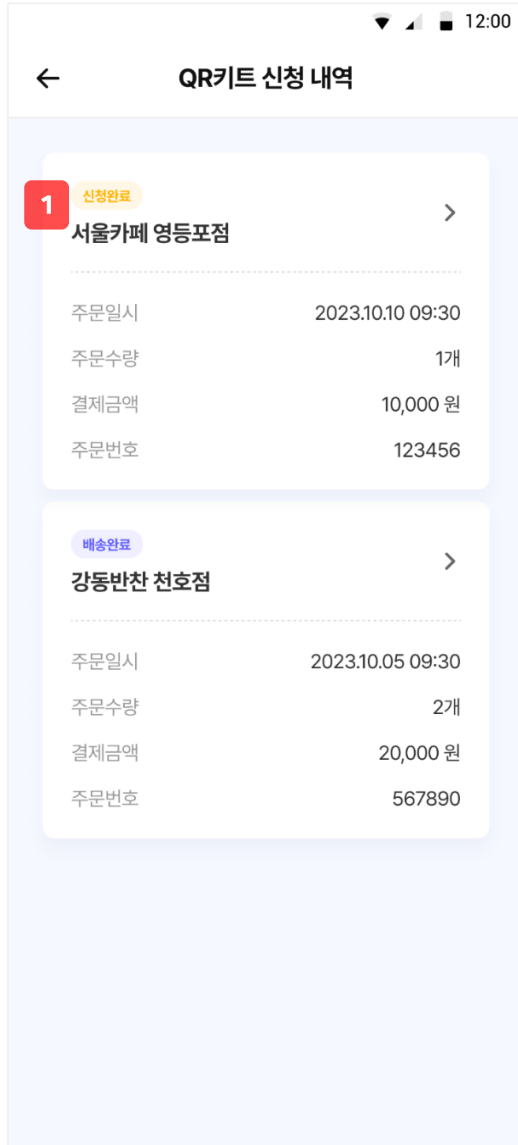 12:00
QR키트 신청 내역
1
신청완료
서울카페 영등포점
주문일시 2023.10.10 09:30
주문수량 1개
결제금액 10,000 원
주문번호 123456
배송완료
강동반찬 천호점
주문일시 2023.10.05 09:30
주문수량 2개
결제금액 20,000 원
주문번호 567890